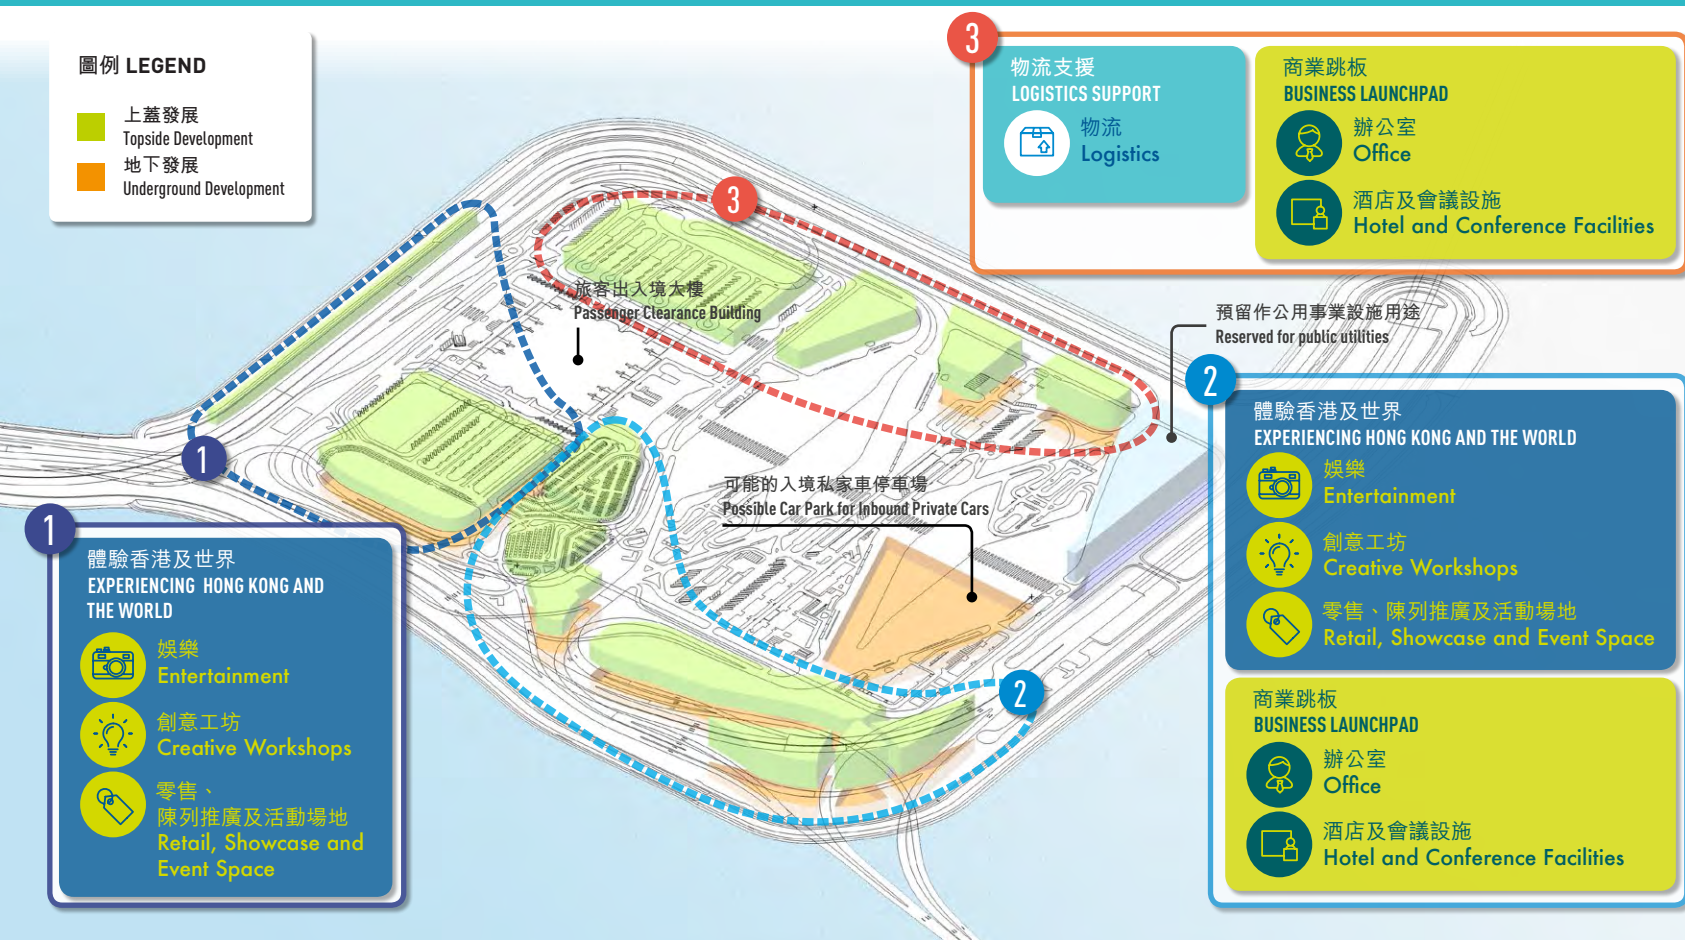 圖例 LEGEND
上蓋發展
Topside Development
地下發展
Underground Development
3
物流支援
LOGISTICS SUPPORT
物流
Logistics
商業跳板
BUSINESS LAUNCHPAD
辦公室
Office
酒店及會議設施
Hotel and Conference Facilities
3
旅客出入境大樓
Passenger Clearance Building
預留作公用事業設施用途
Reserved for public utilities
1
可能的入境私家車停車場
Possible Car Park for Inbound Private Cars
2
1
體驗香港及世界
EXPERIENCING HONG KONG AND
THE WORLD
娛樂
Entertainment
創意工坊
Creative Workshops
零售、
陳列推廣及活動場地
Retail, Showcase and
Event Space
2
體驗香港及世界
EXPERIENCING HONG KONG AND THE WORLD
娛樂
Entertainment
創意工坊
Creative Workshops
零售、陳列推廣及活動場地
Retail, Showcase and Event Space
商業跳板
BUSINESS LAUNCHPAD
辦公室
Office
酒店及會議設施
Hotel and Conference Facilities